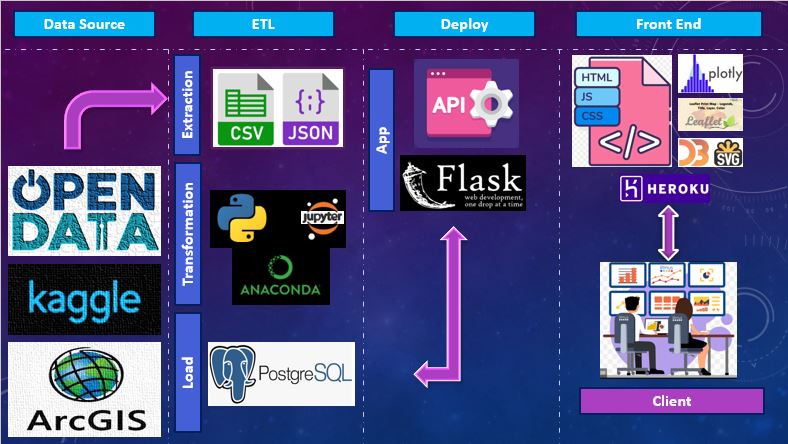 Data Source
ETL
Deploy
Front End
OPEN
DATA
kaggle
ArcGIS
Extraction
CSV
JSON
Transformation
jupyter
ANACONDA
Load
PostgreSQL
App
API
Flask
web development,
one drop at a time
HTML
JS
CSS
</>
plotly
Leaflet Print Map - Legends,
Title, Layer, Color
Leaflet
D3
SVG
HEROKU
Client